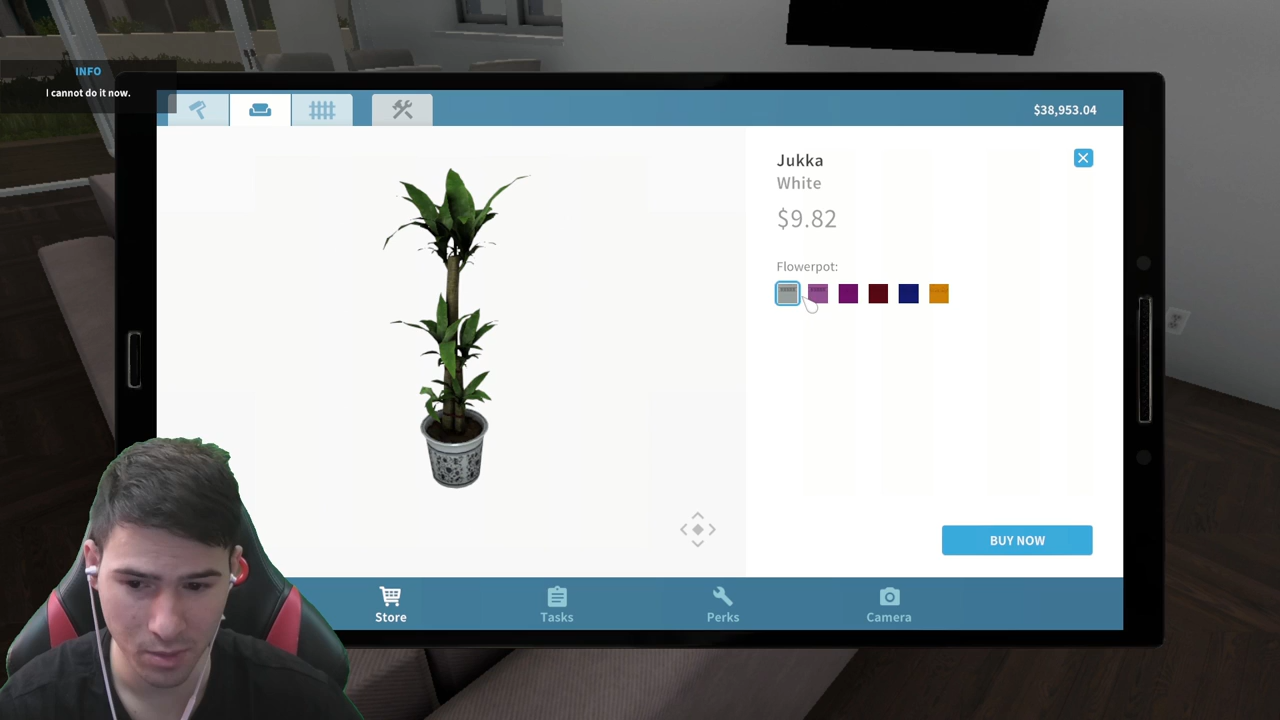 INFO
I cannot do it now.
$38,953.04
Jukka
White
$9.82
Flowerpot:
BUY NOW
Store
Tasks
Perks
Camera